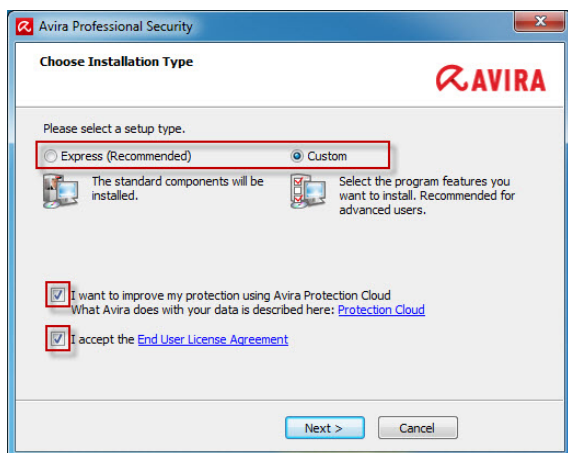 Avira Professional Security
Choose Installation Type
AVIRA
Please select a setup type.
Express (Recommended)
Custom
The standard components will be
installed.
Select the program features you
want to install. Recommended for
advanced users.
I want to improve my protection using Avira Protection Cloud
What Avira does with your data is described here: Protection Cloud
I accept the End User License Agreement
Next >
Cancel